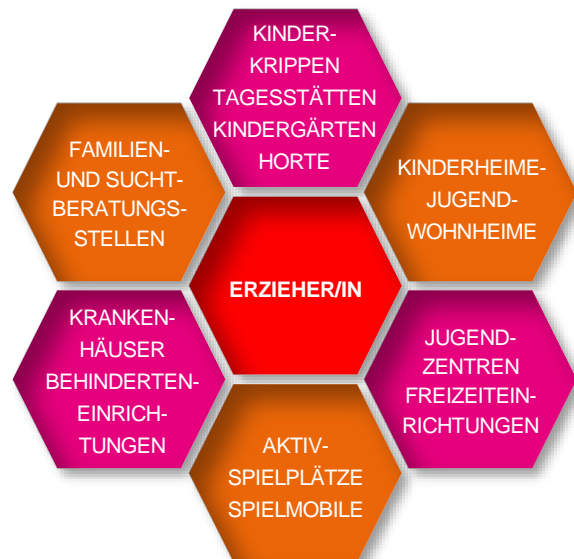 KINDER-
KRIPPEN
TAGESSTÄTTEN
KINDERGÄRTEN
HORTE
FAMILIEN-
UND SUCHT-
BERATUNGS-
STELLEN
KINDERHEIME-
JUGEND-
WOHNHEIME
ERZIEHER/IN
KRANKEN-
HÄUSER
BEHINDERTEN-
EINRICH-
TUNGEN
JUGEND-
ZENTREN
FREIZEITEIN-
RICHTUNGEN
AKTIV-
SPIELPLÄTZE
SPIELMOBILE